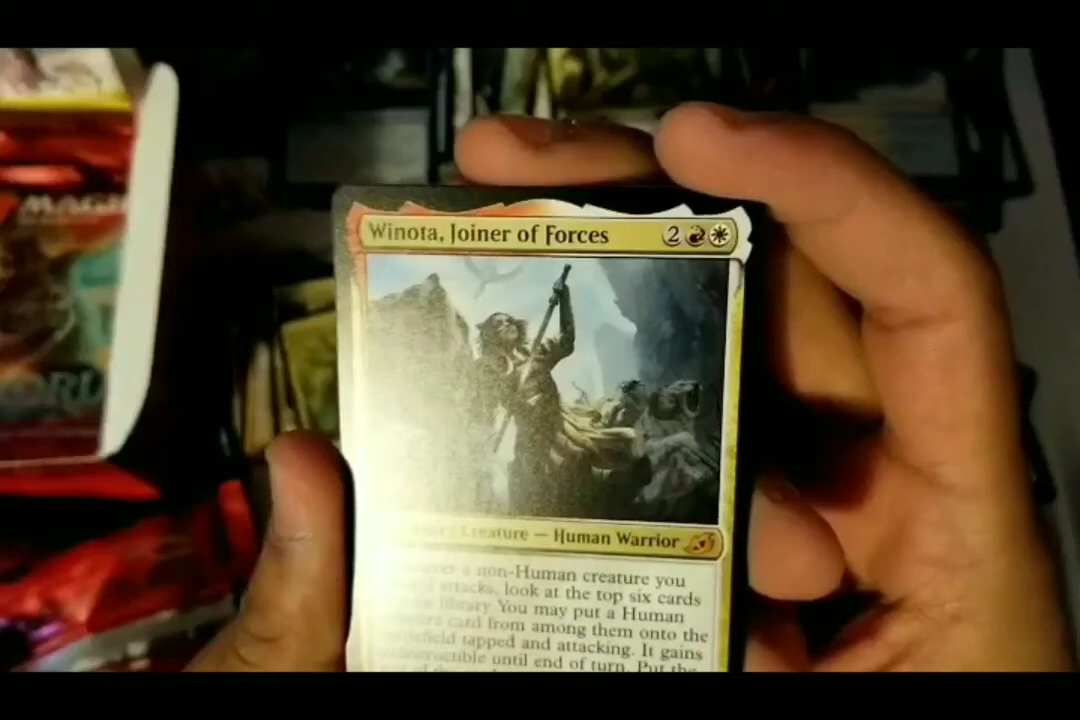 MAGIC
Winota, Joiner of Forces 2
Creature — Human Warrior
a non-Human creature you
attacks, look at the top six cards
library. You may put a Human
card from among them onto the
tapped and attacking. It gains
until end of turn. Put the